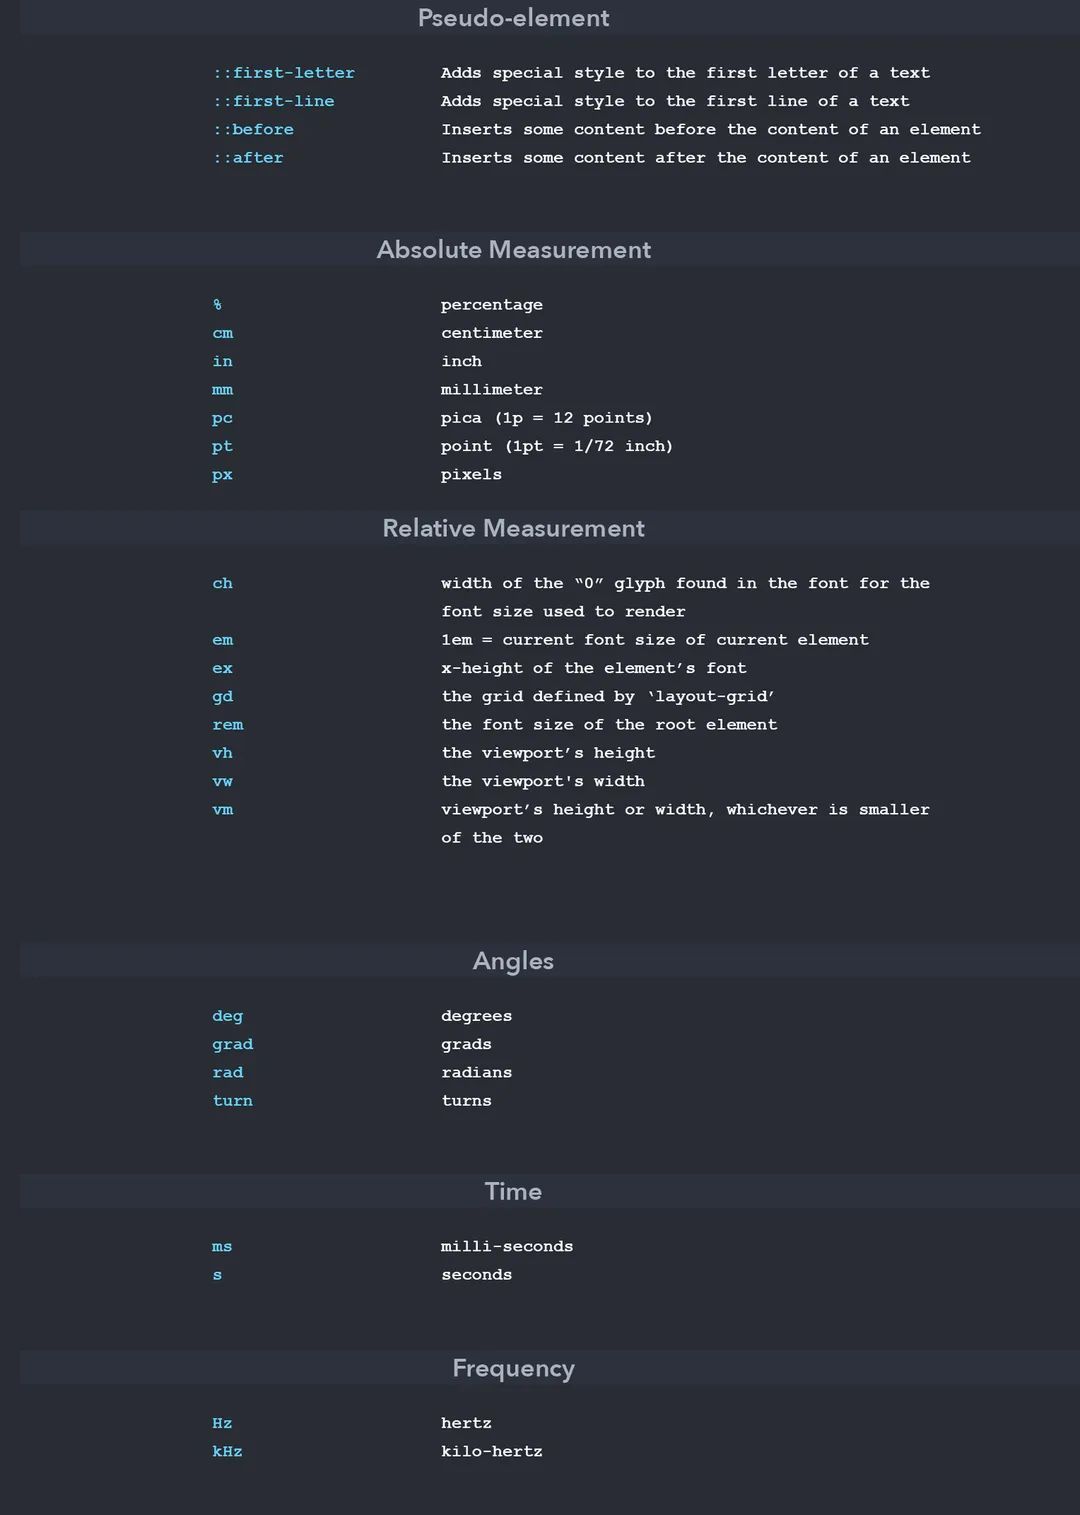 Pseudo-element
::first-letter Adds special style to the first letter of a text
::first-line Adds special style to the first line of a text
::before Inserts some content before the content of an element
::after Inserts some content after the content of an element
Absolute Measurement
% percentage
cm centimeter
in inch
mm millimeter
pc pica (1p = 12 points)
pt point (1pt = 1/72 inch)
px pixels
Relative Measurement
ch width of the “0” glyph found in the font for the
font size used to render
em 1em = current font size of current element
ex x-height of the element’s font
gd the grid defined by ‘layout-grid’
rem the font size of the root element
vh the viewport’s height
vw the viewport's width
vm viewport’s height or width, whichever is smaller
of the two
Angles
deg degrees
grad grads
rad radians
turn turns
Time
ms milli-seconds
s seconds
Frequency
Hz hertz
kHz kilo-hertz